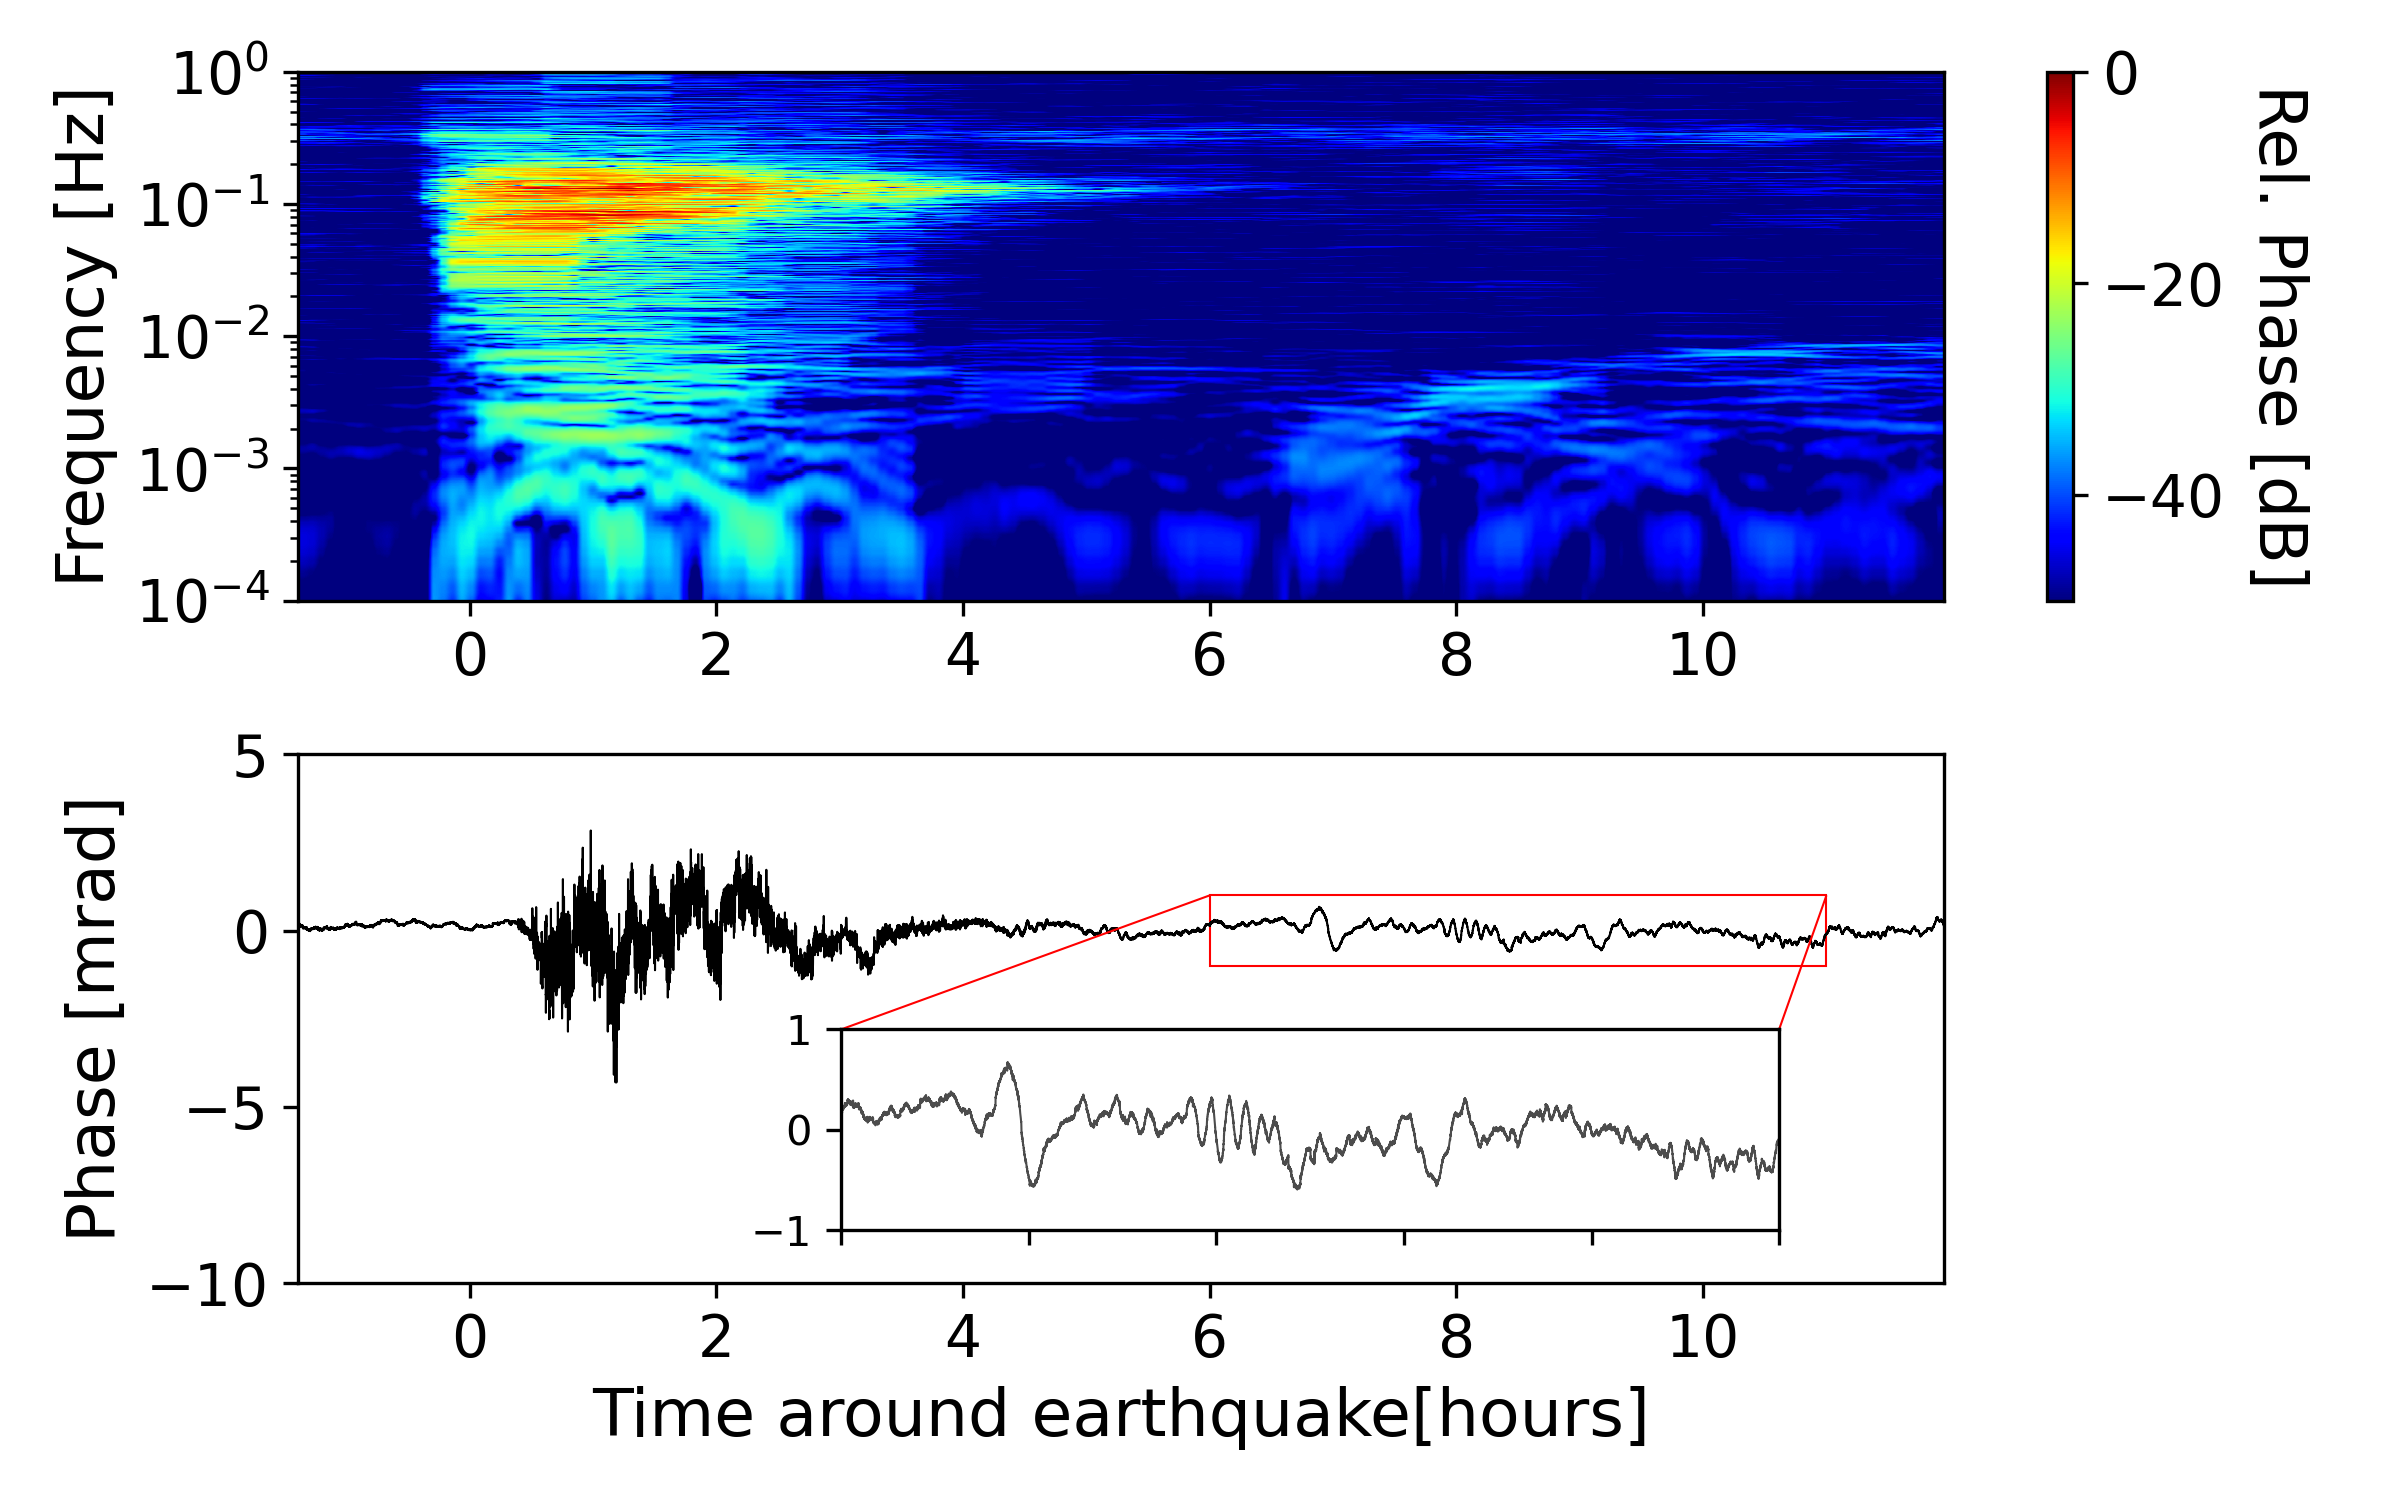 Frequency [Hz]
10⁰
10⁻¹
10⁻²
10⁻³
10⁻⁴
0 2 4 6 8 10
0
−20
−40
Rel. Phase [dB]
Phase [mrad]
5
0
−5
−10
1
0
−1
0 2 4 6 8 10
Time around earthquake[hours]